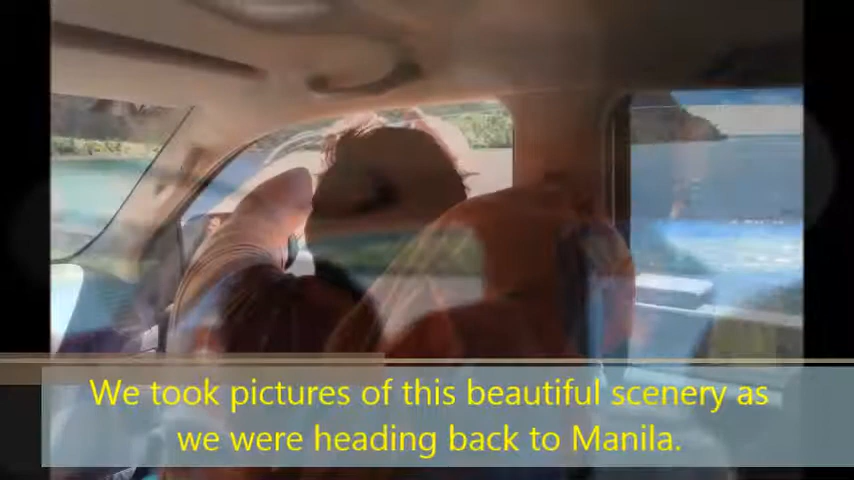 We took pictures of this beautiful scenery as
we were heading back to Manila.